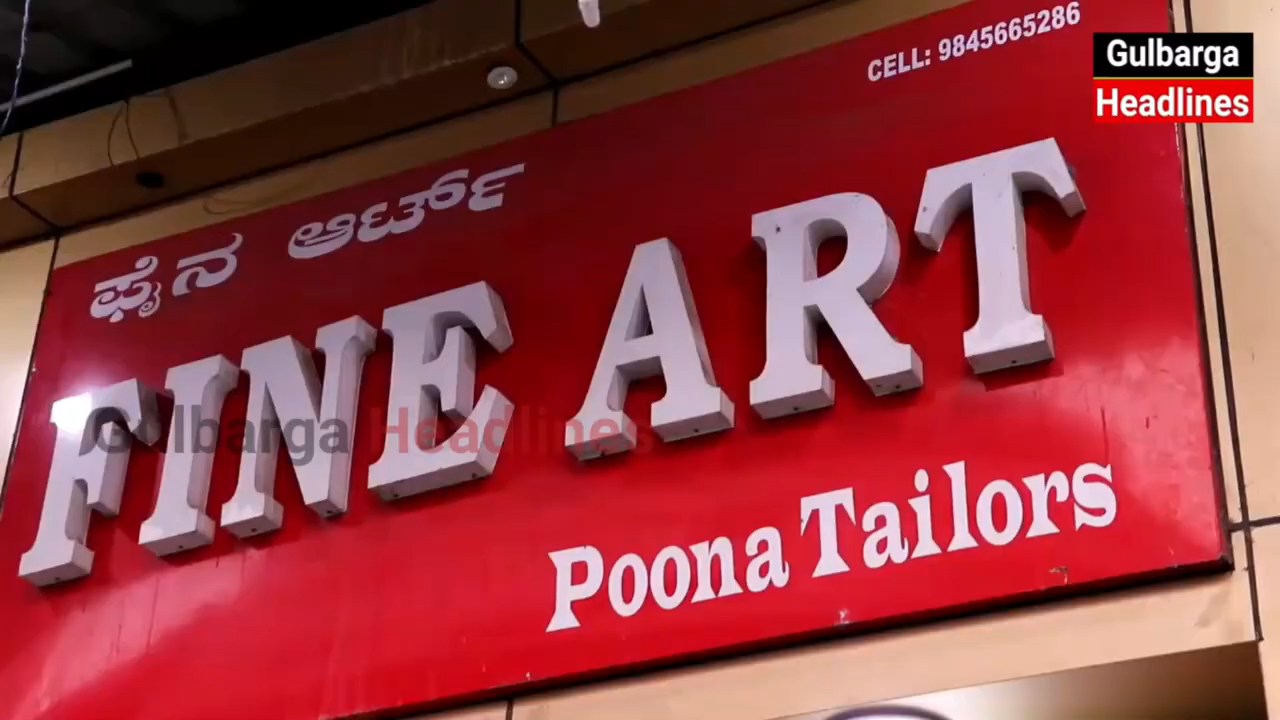 CELL: 9845665286
Gulbarga
Headlines
ಫೈನ ಆರ್ಟ್
FINE ART
Gulbarga Headlines
Poona Tailors